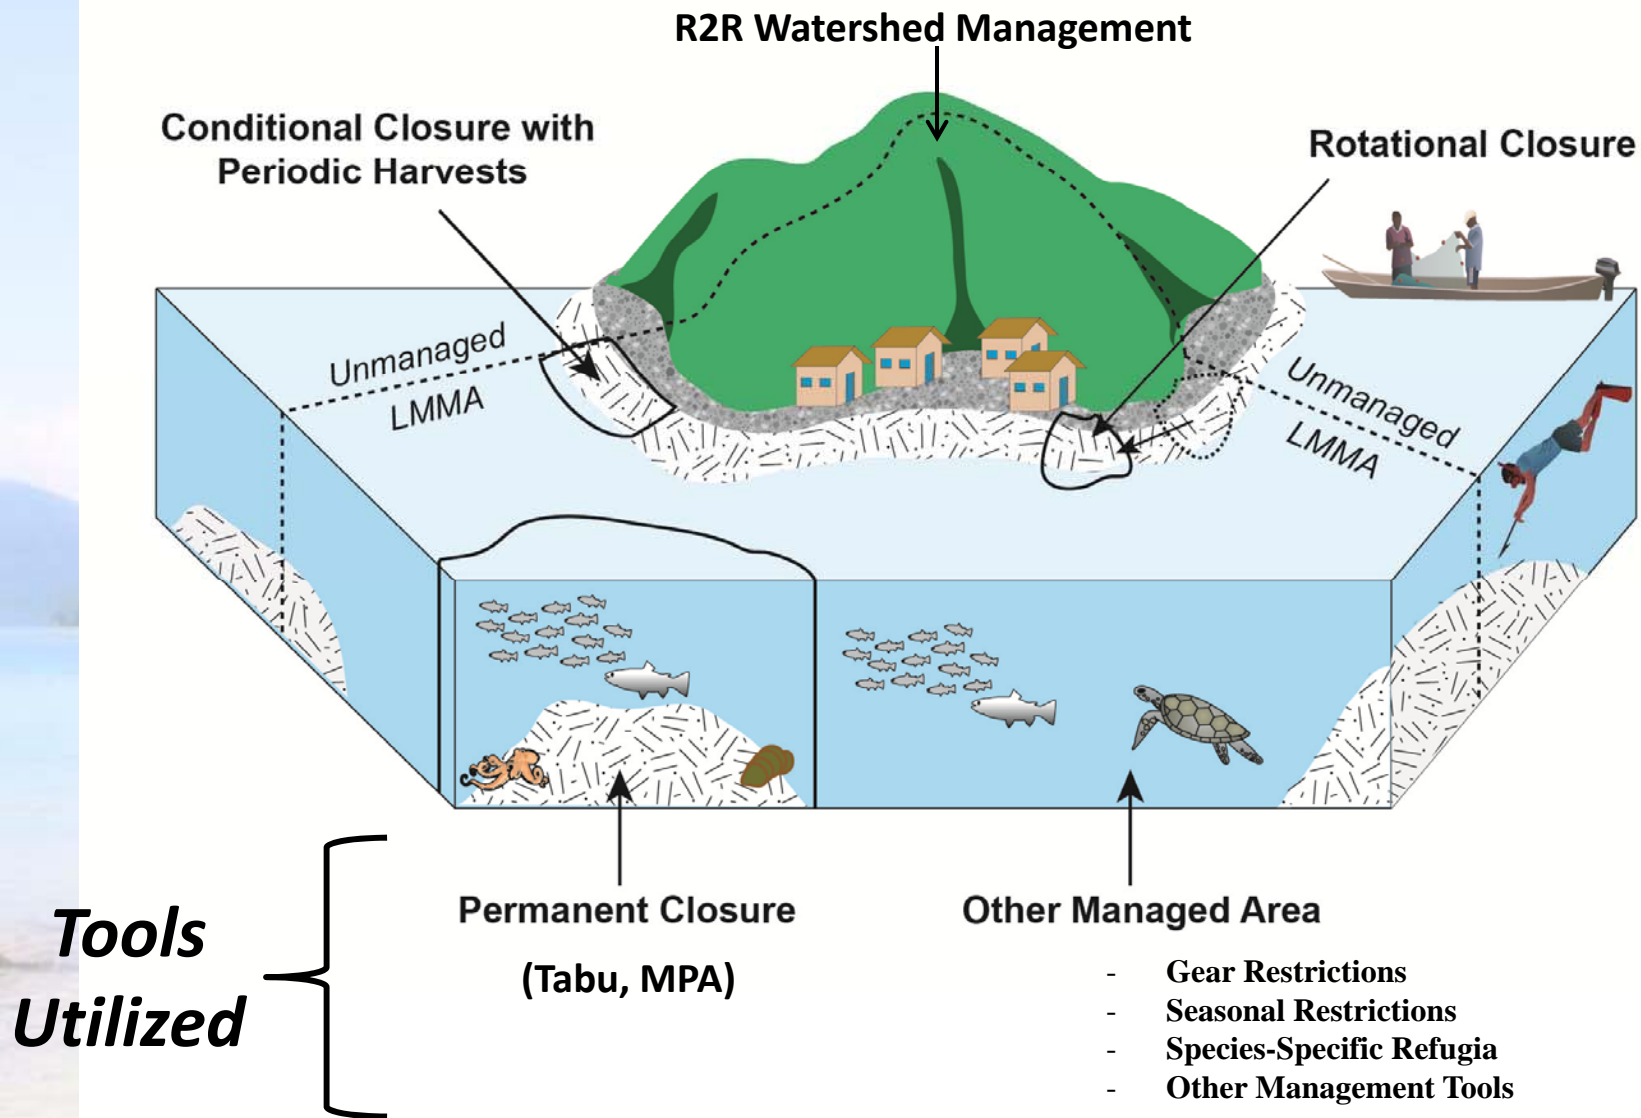 R2R Watershed Management
Conditional Closure with
Periodic Harvests
Rotational Closure
Unmanaged
LMMA
Unmanaged
LMMA
Tools
Utilized
Permanent Closure
(Tabu, MPA)
Other Managed Area
- Gear Restrictions
- Seasonal Restrictions
- Species-Specific Refugia
- Other Management Tools